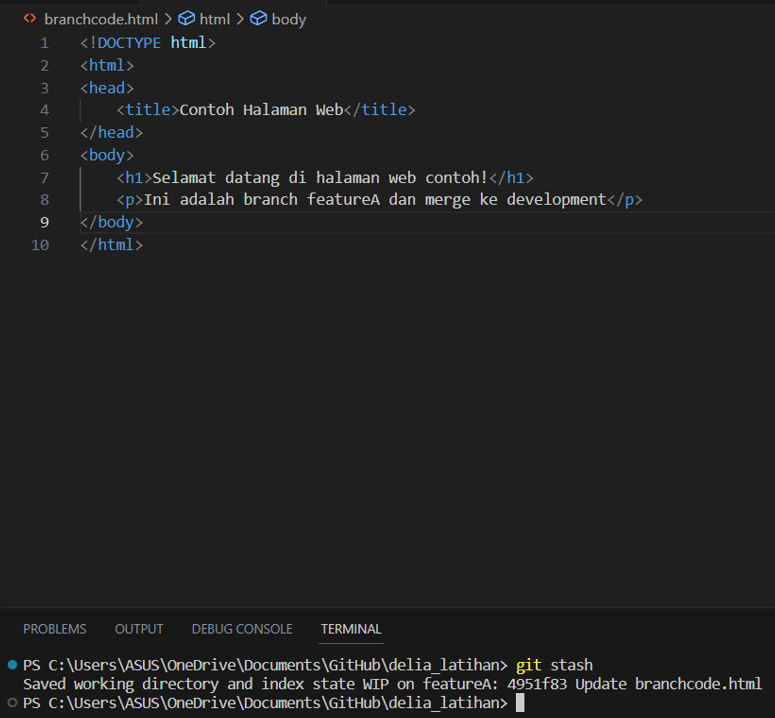 branchcode.html > html > body
1 <!DOCTYPE html>
2 <html>
3 <head>
4 <title>Contoh Halaman Web</title>
5 </head>
6 <body>
7 <h1>Selamat datang di halaman web contoh!</h1>
8 <p>Ini adalah branch featureA dan merge ke development</p>
9 </body>
10 </html>
PROBLEMS OUTPUT DEBUG CONSOLE TERMINAL
PS C:\Users\ASUS\OneDrive\Documents\GitHub\delia_latihan> git stash
Saved working directory and index state WIP on featureA: 4951f83 Update branchcode.html
PS C:\Users\ASUS\OneDrive\Documents\GitHub\delia_latihan>